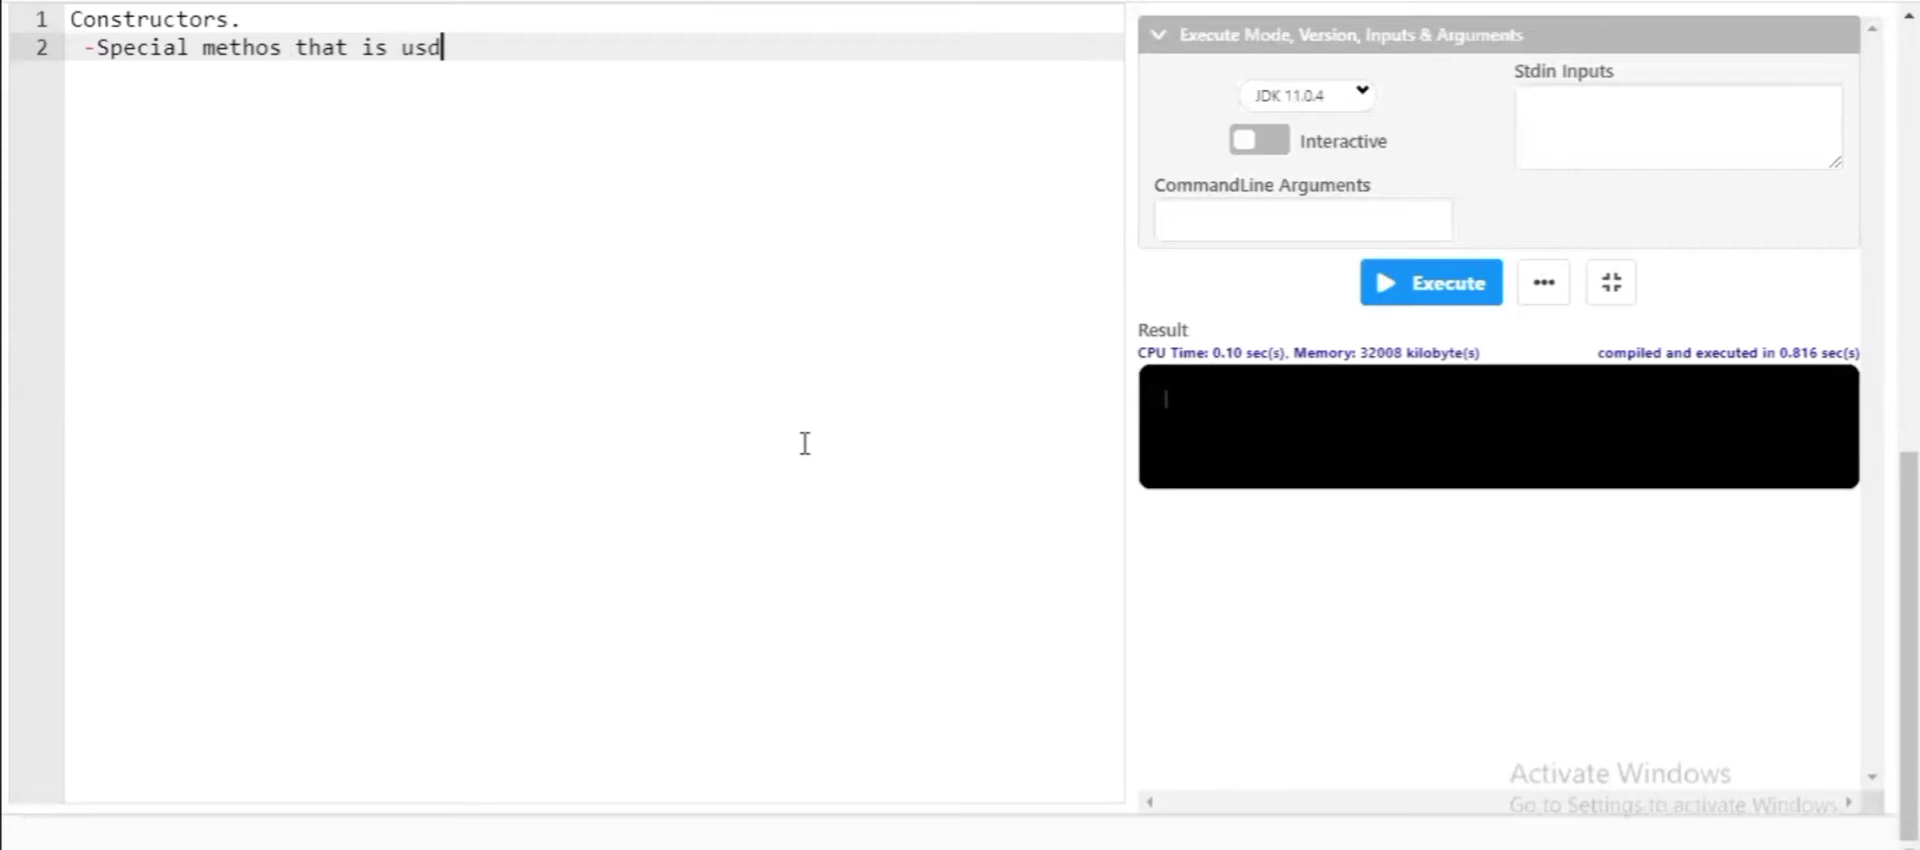 1 Constructors.
2 -Special methos that is usd
Execute Mode, Version, Inputs & Arguments
JDK 11.0.4
Stdin Inputs
Interactive
CommandLine Arguments
Execute
Result
CPU Time: 0.10 sec(s), Memory: 32008 kilobyte(s)
compiled and executed in 0.816 sec(s)
Activate Windows
Go to Settings to activate Windows.